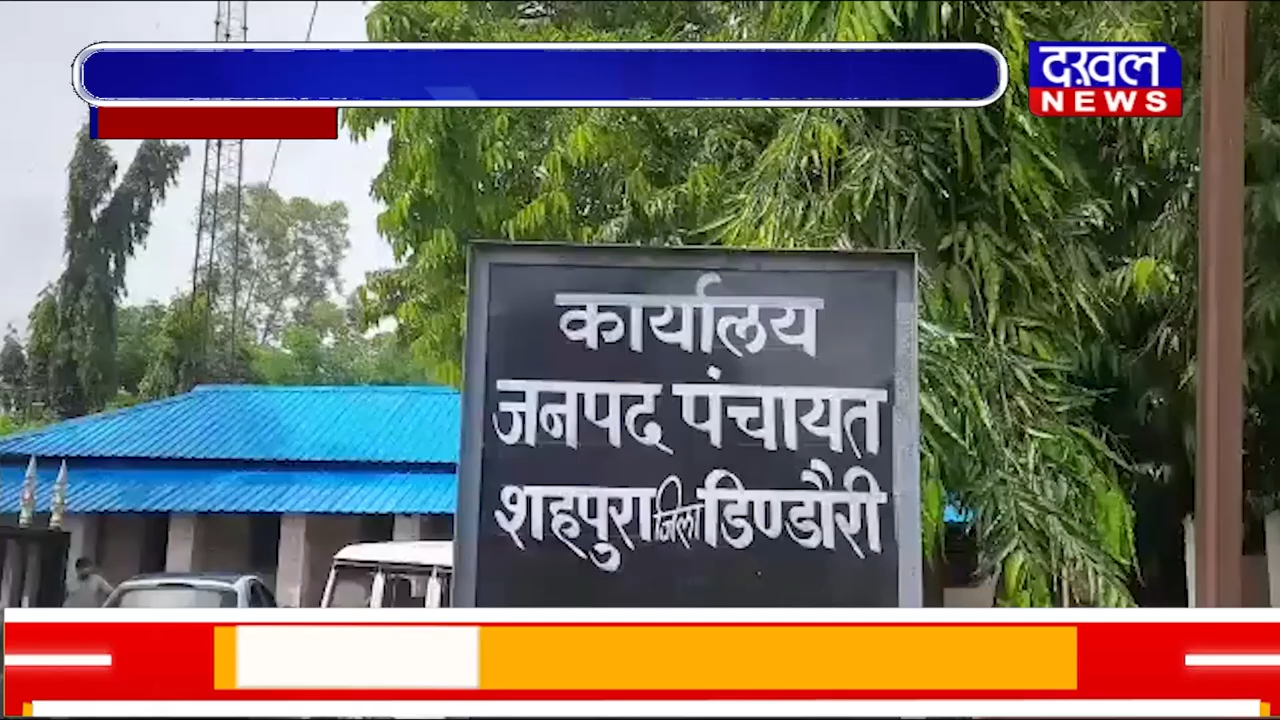 दख़ल
NEWS
कार्यालय
जनपद पंचायत
शहपुरा जिला डिण्डौरी